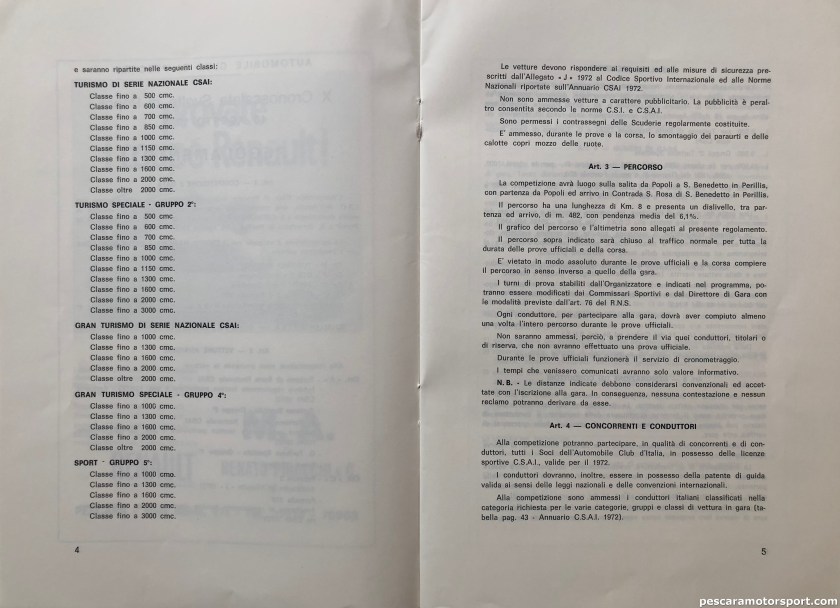 e saranno ripartite nelle seguenti classi:
TURISMO DI SERIE NAZIONALE CSAI:
Classe fino a 500 cmc.
Classe fino a 600 cmc.
Classe fino a 700 cmc.
Classe fino a 850 cmc.
Classe fino a 1000 cmc.
Classe fino a 1150 cmc.
Classe fino a 1300 cmc.
Classe fino a 1600 cmc.
Classe fino a 2000 cmc.
Classe oltre 2000 cmc.
TURISMO SPECIALE - GRUPPO 2°:
Classe fino a 500 cmc.
Classe fino a 600 cmc.
Classe fino a 700 cmc.
Classe fino a 850 cmc.
Classe fino a 1000 cmc.
Classe fino a 1150 cmc.
Classe fino a 1300 cmc.
Classe fino a 1600 cmc.
Classe fino a 2000 cmc.
Classe fino a 3000 cmc.
GRAN TURISMO DI SERIE NAZIONALE CSAI:
Classe fino a 1000 cmc.
Classe fino a 1300 cmc.
Classe fino a 1600 cmc.
Classe fino a 2000 cmc.
Classe oltre 2000 cmc.
GRAN TURISMO SPECIALE - GRUPPO 4°:
Classe fino a 1000 cmc.
Classe fino a 1300 cmc.
Classe fino a 1600 cmc.
Classe fino a 2000 cmc.
Classe oltre 2000 cmc.
SPORT - GRUPPO 5°:
Classe fino a 1000 cmc.
Classe fino a 1300 cmc.
Classe fino a 1600 cmc.
Classe fino a 2000 cmc.
Classe fino a 3000 cmc.
4
Le vetture devono rispondere ai requisiti ed alle misure di sicurezza pre-
scritti dall'Allegato « J » 1972 al Codice Sportivo Internazionale ed alle Norme
Nazionali riportate sull'Annuario CSAI 1972.
Non sono ammesse vetture a carattere pubblicitario. La pubblicità è peral-
tro consentita secondo le norme C.S.I. e C.S.A.I.
Sono permessi i contrassegni delle Scuderie regolarmente costituite.
E' ammesso, durante le prove e la corsa, lo smontaggio dei paraurti e delle
calotte copri mozzo delle ruote.
Art. 3 — PERCORSO
La competizione avrà luogo sulla salita da Popoli a S. Benedetto in Perillis,
con partenza da Popoli ed arrivo in Contrada S. Rosa di S. Benedetto in Perillis.
Il percorso ha una lunghezza di Km. 8 e presenta un dislivello, tra par-
tenza ed arrivo, di m. 482, con pendenza media del 6,1%.
Il grafico del percorso e l'altimetria sono allegati al presente regolamento.
Il percorso sopra indicato sarà chiuso al traffico normale per tutta la
durata delle prove ufficiali e della corsa.
E' vietato in modo assoluto durante le prove ufficiali e la corsa compiere
il percorso in senso inverso a quello della gara.
I turni di prova stabiliti dall'Organizzatore e indicati nel programma, po-
tranno essere modificati dai Commissari Sportivi e dal Direttore di Gara con
le modalità previste dall'art. 76 del R.N.S.
Ogni conduttore, per partecipare alla gara, dovrà aver compiuto almeno
una volta l'intero percorso durante le prove ufficiali.
Non saranno ammessi, perciò, a prendere il via quei conduttori, titolari o
di riserva, che non avranno effettuato una prova ufficiale.
Durante le prove ufficiali funzionerà il servizio di cronometraggio.
I tempi che venissero comunicati avranno solo valore informativo.
N.B. - Le distanze indicate debbono considerarsi convenzionali ed accet-
tate con l'iscrizione alla gara. In conseguenza, nessuna contestazione e nessun
reclamo potranno derivare da esse.
Art. 4 — CONCORRENTI E CONDUTTORI
Alla competizione potranno partecipare, in qualità di concorrenti e di con-
duttori, tutti i Soci dell'Automobile Club d'Italia, in possesso delle licenze
sportive C.S.A.I., valide per il 1972.
I conduttori dovranno, inoltre, essere in possesso della patente di guida
valida ai sensi delle leggi nazionali e delle convenzioni internazionali.
Alla competizione sono ammessi i conduttori italiani classificati nella
categoria richiesta per le varie categorie, gruppi e classi di vettura in gara (ta-
bella pag. 43 - Annuario C.S.A.I. 1972).
5
pescaramotorsport.com